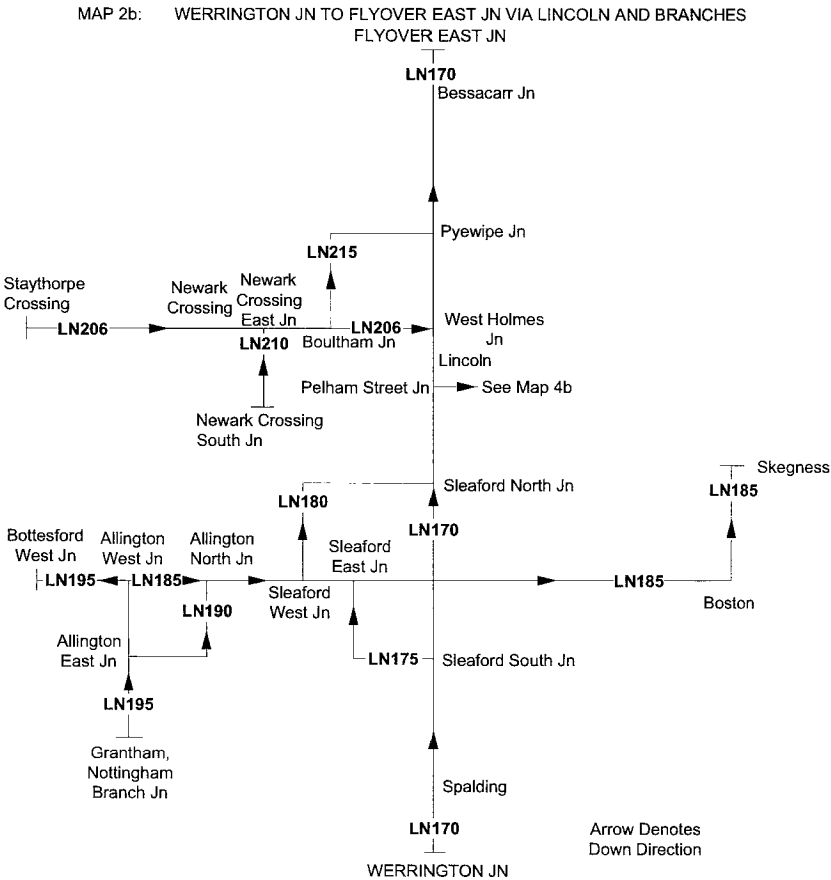 MAP 2b: WERRINGTON JN TO FLYOVER EAST JN VIA LINCOLN AND BRANCHES
FLYOVER EAST JN
LN170
Bessacarr Jn
Pyewipe Jn
LN215
Staythorpe
Crossing
Newark
Crossing
Newark
Crossing
East Jn
LN206
LN206
West Holmes
Jn
LN210
Boultham Jn
Lincoln
Pelham Street Jn
See Map 4b
Newark Crossing
South Jn
Skegness
LN185
Sleaford North Jn
LN180
LN170
Bottesford
West Jn
Allington
West Jn
Allington
North Jn
Sleaford
East Jn
LN195
LN185
LN185
Sleaford
West Jn
Boston
LN190
Allington
East Jn
LN175
Sleaford South Jn
LN195
Grantham,
Nottingham
Branch Jn
Spalding
LN170
Arrow Denotes
Down Direction
WERRINGTON JN